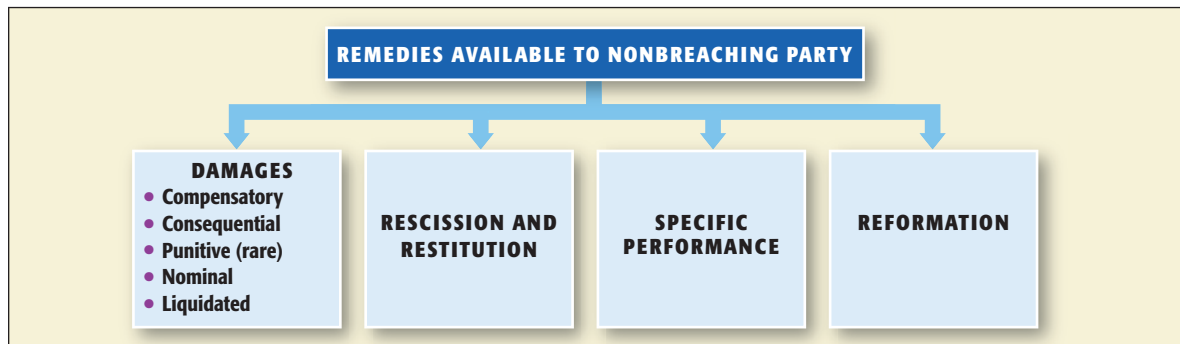 REMEDIES AVAILABLE TO NONBREACHING PARTY
DAMAGES
• Compensatory
• Consequential
• Punitive (rare)
• Nominal
• Liquidated
RESCISSION AND
RESTITUTION
SPECIFIC
PERFORMANCE
REFORMATION